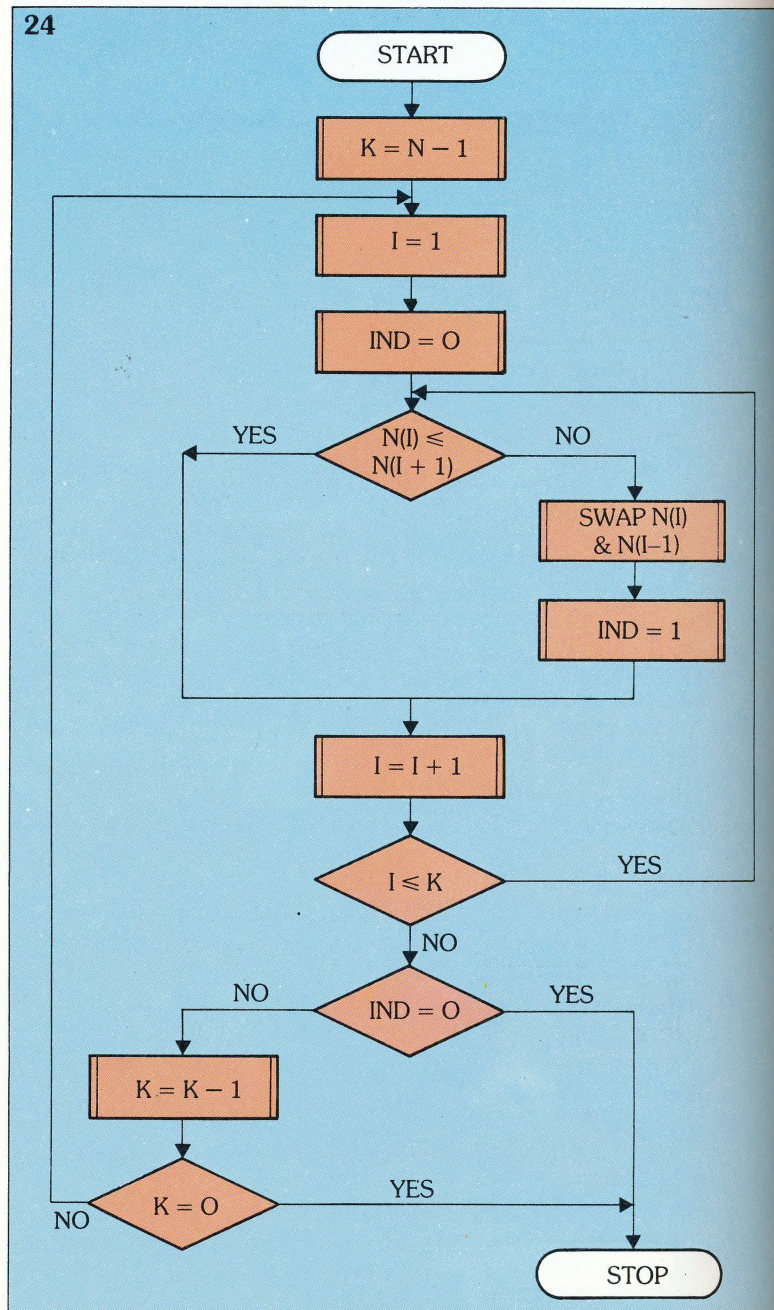 24
START
K = N – 1
I = 1
IND = O
YES
N(I) ≤
N(I + 1)
NO
SWAP N(I)
& N(I–1)
IND = 1
I = I + 1
I ≤ K
YES
NO
NO
IND = O
YES
K = K – 1
K = O
YES
NO
STOP